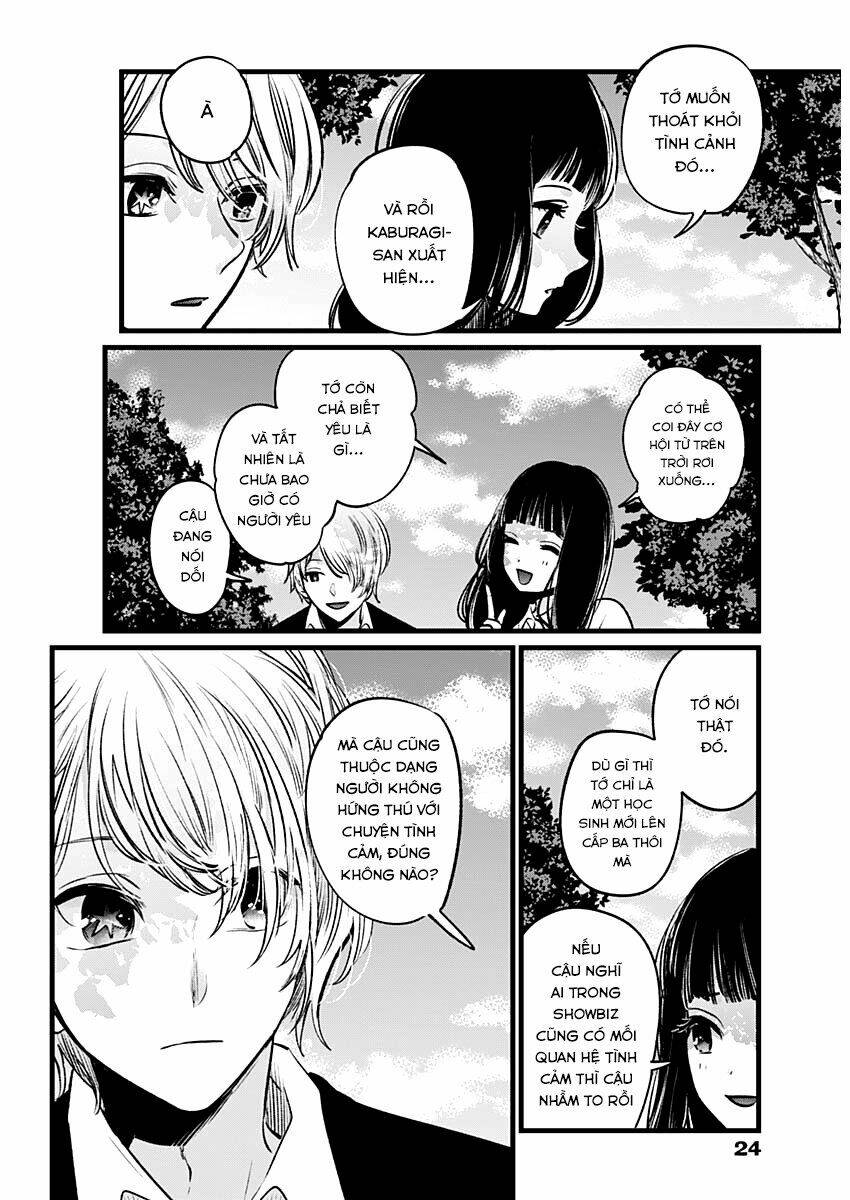 TỚ MUỐN
THOÁT KHỎI
TÌNH CẢNH
ĐÓ...
VÀ RỒI
KABURAGI-
SAN XUẤT
HIỆN...
À
CÓ THỂ
COI ĐÂY CƠ
HỘI TỪ TRÊN
TRỜI RƠI
XUỐNG...
TỚ CÒN
CHẢ BIẾT
YÊU LÀ
GÌ...
VÀ TẤT
NHIÊN LÀ
CHƯA BAO
GIỜ CÓ
NGƯỜI YÊU
CẬU
ĐANG
NÓI
DỐI
TỚ NÓI
THẬT
ĐÓ.
DÙ GÌ THÌ
TỚ CHỈ LÀ
MỘT HỌC
SINH MỚI LÊN
CẤP BA THÔI
MÀ
NẾU
CẬU NGHĨ
AI TRONG
SHOWBIZ
CŨNG CÓ MỐI
QUAN HỆ TÌNH
CẢM THÌ CẬU
NHẦM TO RỒI
MÀ CẬU CŨNG
THUỘC DẠNG
NGƯỜI KHÔNG
HỨNG THÚ VỚI
CHUYỆN TÌNH
CẢM, ĐÚNG
KHÔNG NÀO?
24